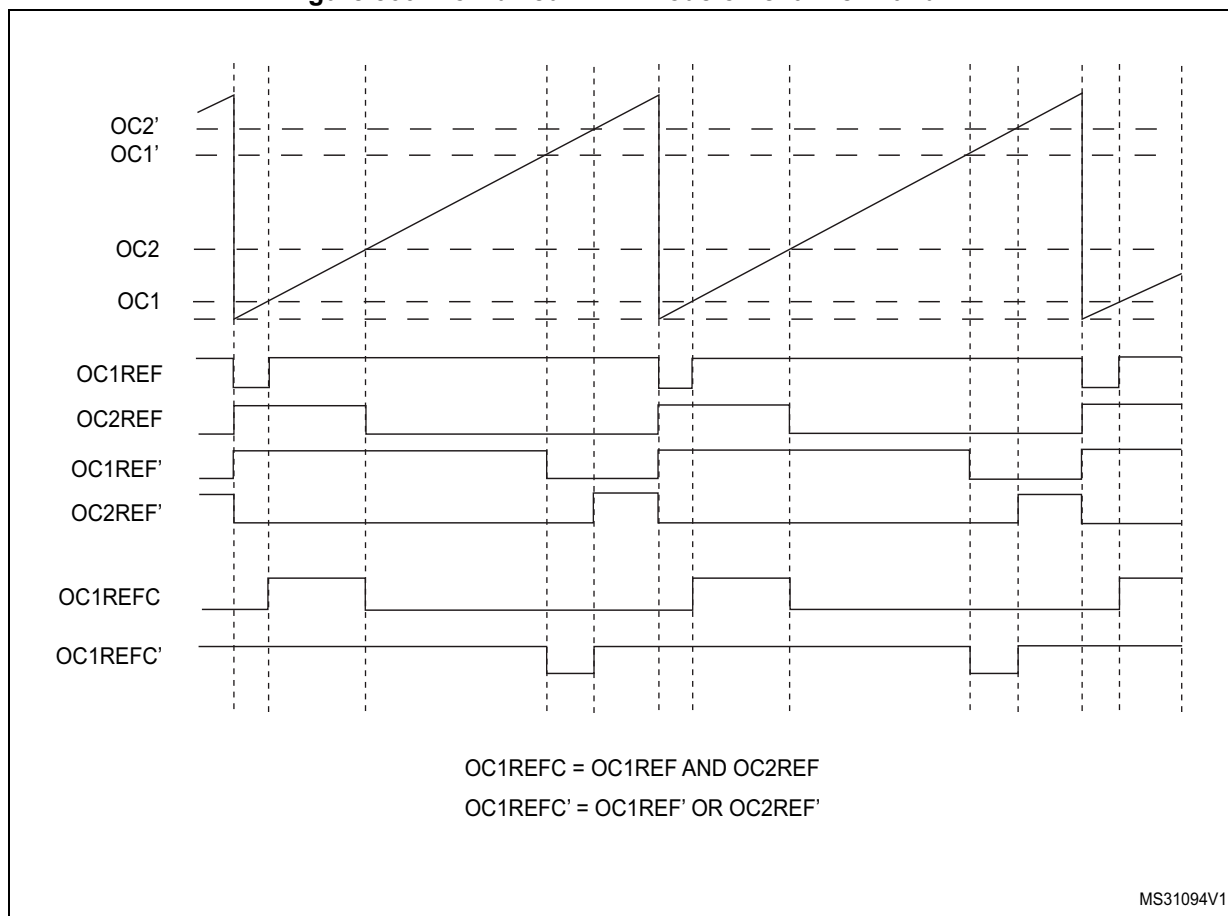 OC2’
OC1’
OC2
OC1
OC1REF
OC2REF
OC1REF’
OC2REF’
OC1REFC
OC1REFC’
OC1REFC = OC1REF AND OC2REF
OC1REFC’ = OC1REF’ OR OC2REF’
MS31094V1